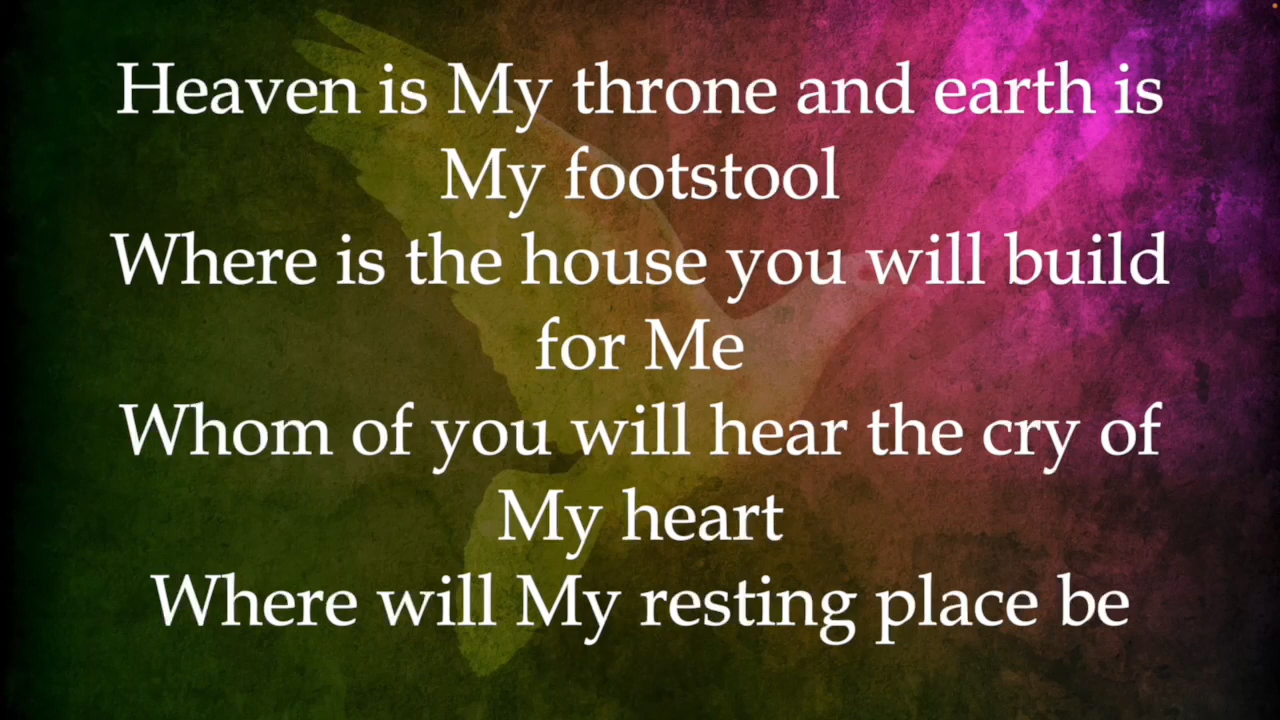 Heaven is My throne and earth is
My footstool
Where is the house you will build
for Me
Whom of you will hear the cry of
My heart
Where will My resting place be